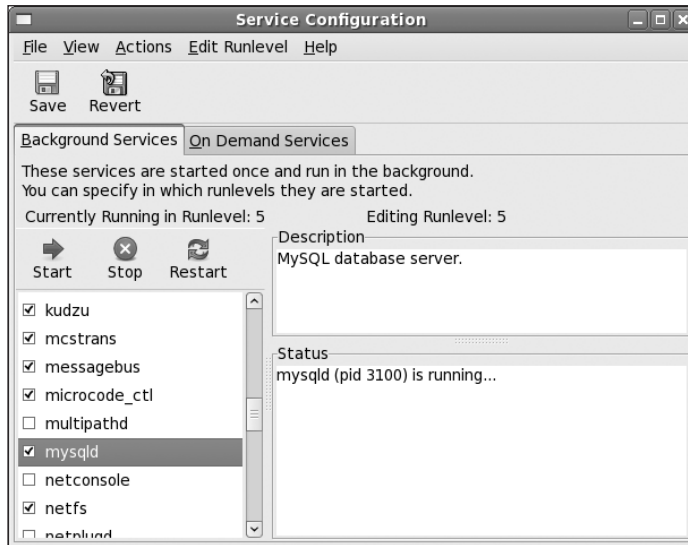 Service Configuration
File View Actions Edit Runlevel Help
Save Revert
Background Services On Demand Services
These services are started once and run in the background.
You can specify in which runlevels they are started.
Currently Running in Runlevel: 5 Editing Runlevel: 5
Start Stop Restart
kudzu
mcstrans
messagebus
microcode_ctl
multipathd
mysqld
netconsole
netfs
netplugd
Description
MySQL database server.
Status
mysqld (pid 3100) is running...